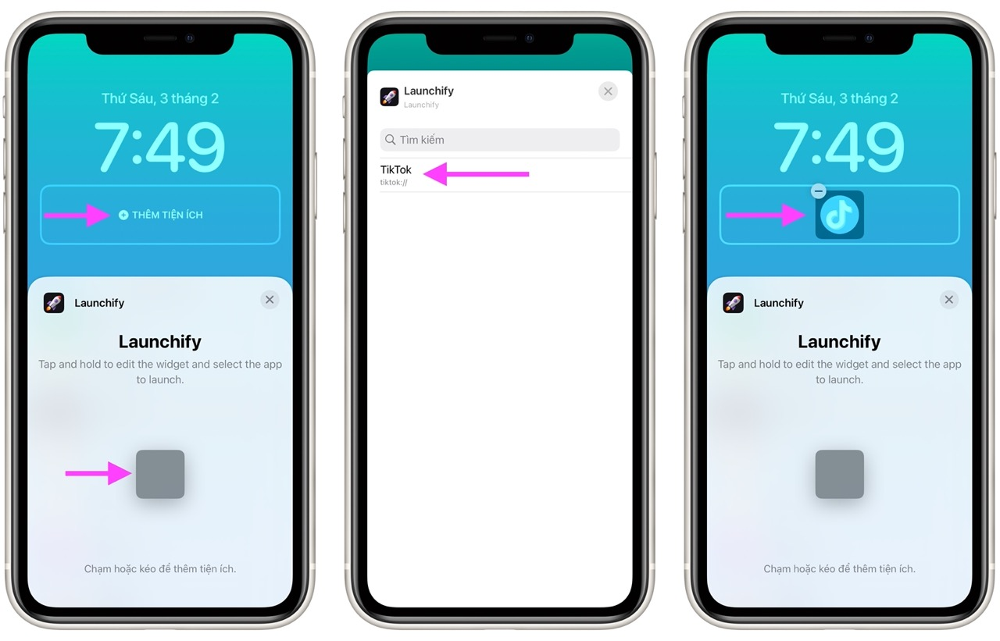 Thứ Sáu, 3 tháng 2
7:49
THÊM TIỆN ÍCH
Launchify
Launchify
Tap and hold to edit the widget and select the app
to launch.
Chạm hoặc kéo để thêm tiện ích.
Launchify
Launchify
Tìm kiếm
TikTok
tiktok://
Thứ Sáu, 3 tháng 2
7:49
Launchify
Launchify
Tap and hold to edit the widget and select the app
to launch.
Chạm hoặc kéo để thêm tiện ích.